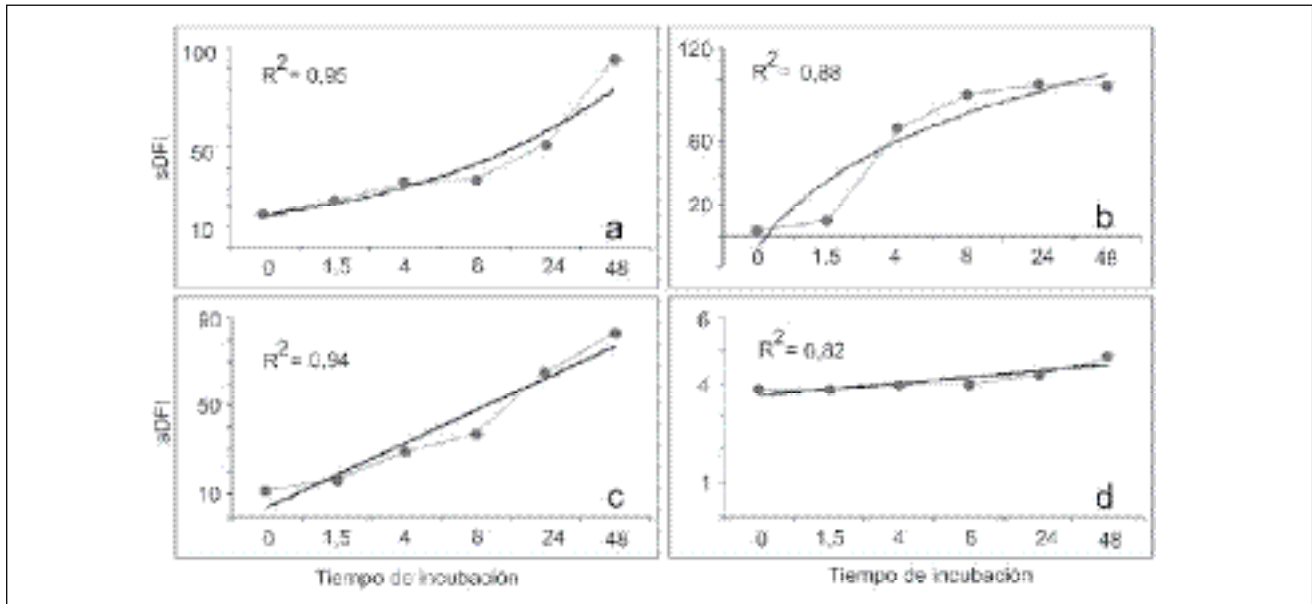 100
R² = 0,95
50
sDFI
10
a
0 1,5 4 6 24 48
120
R² = 0,88
60
20
b
0 1,5 4 8 24 48
90
R² = 0,94
50
sDFI
10
c
0 1,5 4 6 24 48
Tiempo de incubación
6
R² = 0,82
4
1
d
0 1,5 4 6 24 48
Tiempo de incubación